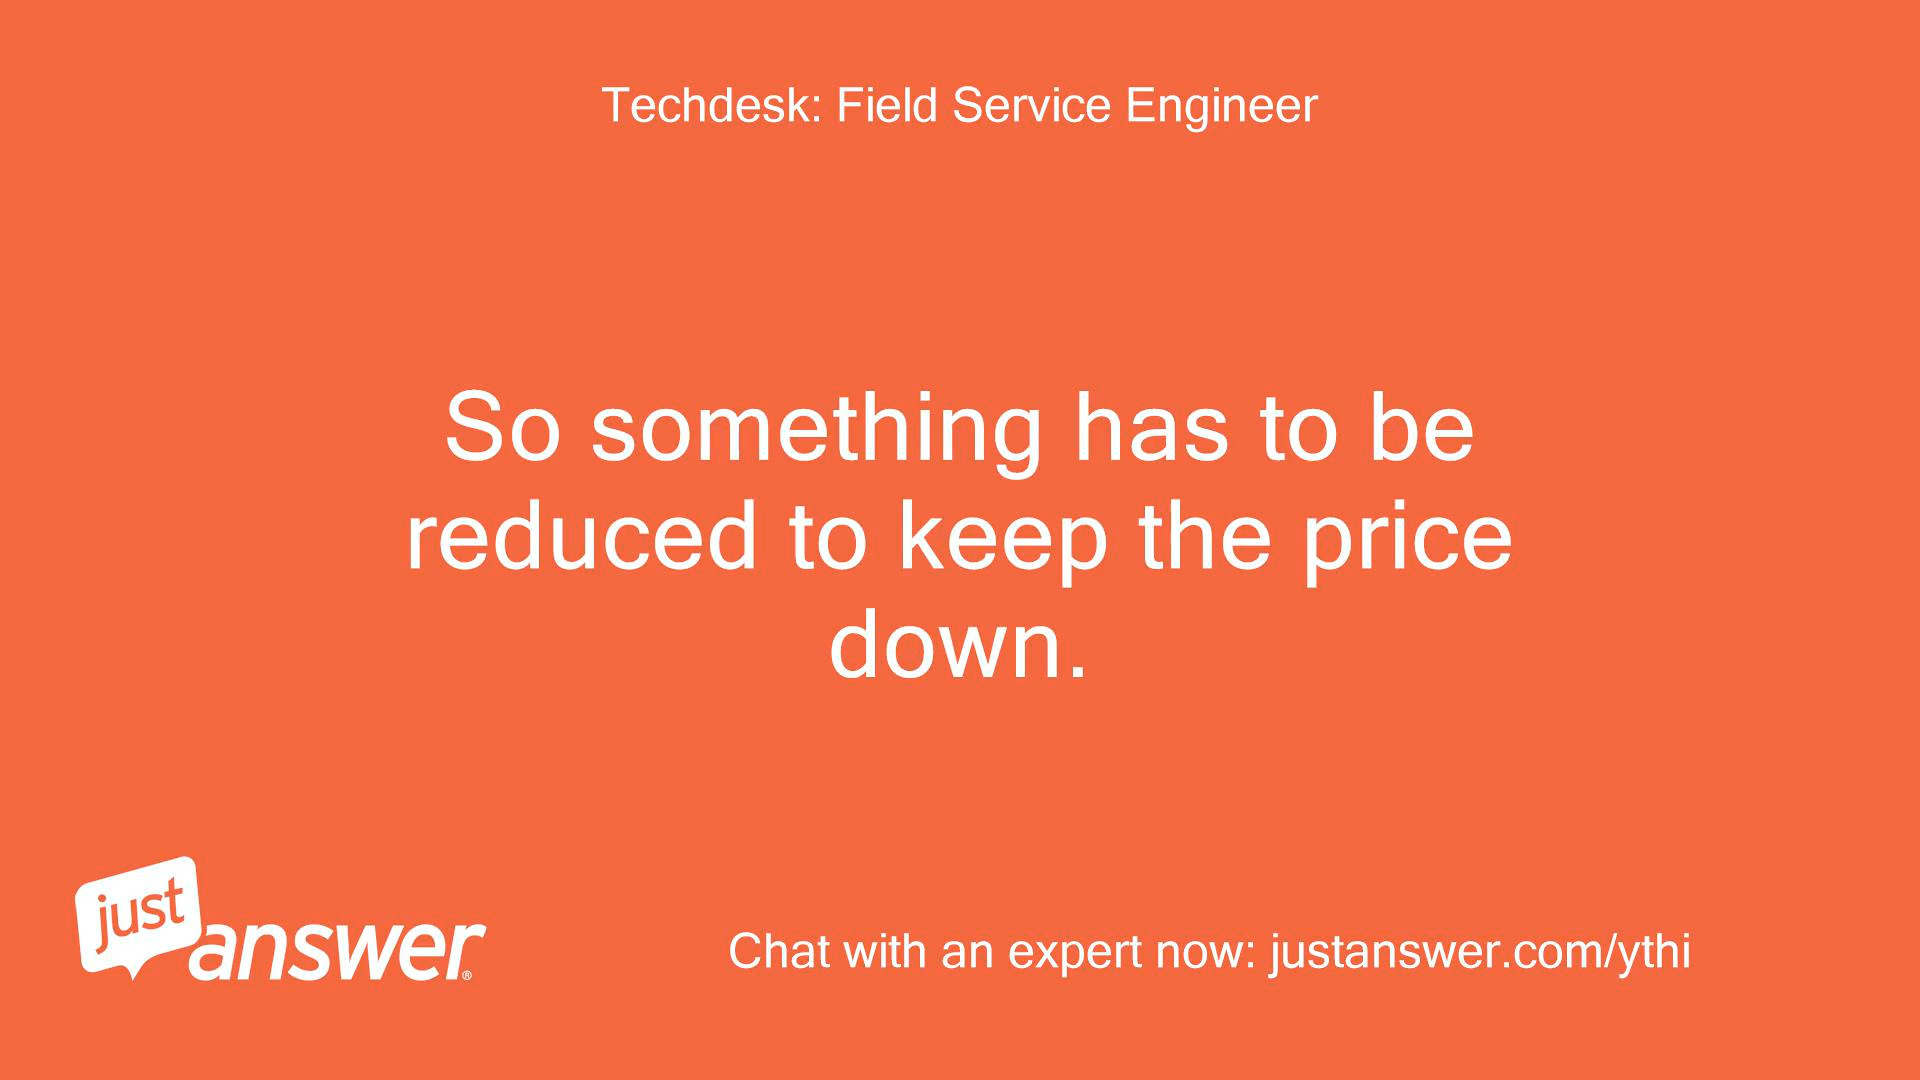 Techdesk: Field Service Engineer
So something has to be
reduced to keep the price
down.
just
answer®
Chat with an expert now: justanswer.com/ythi